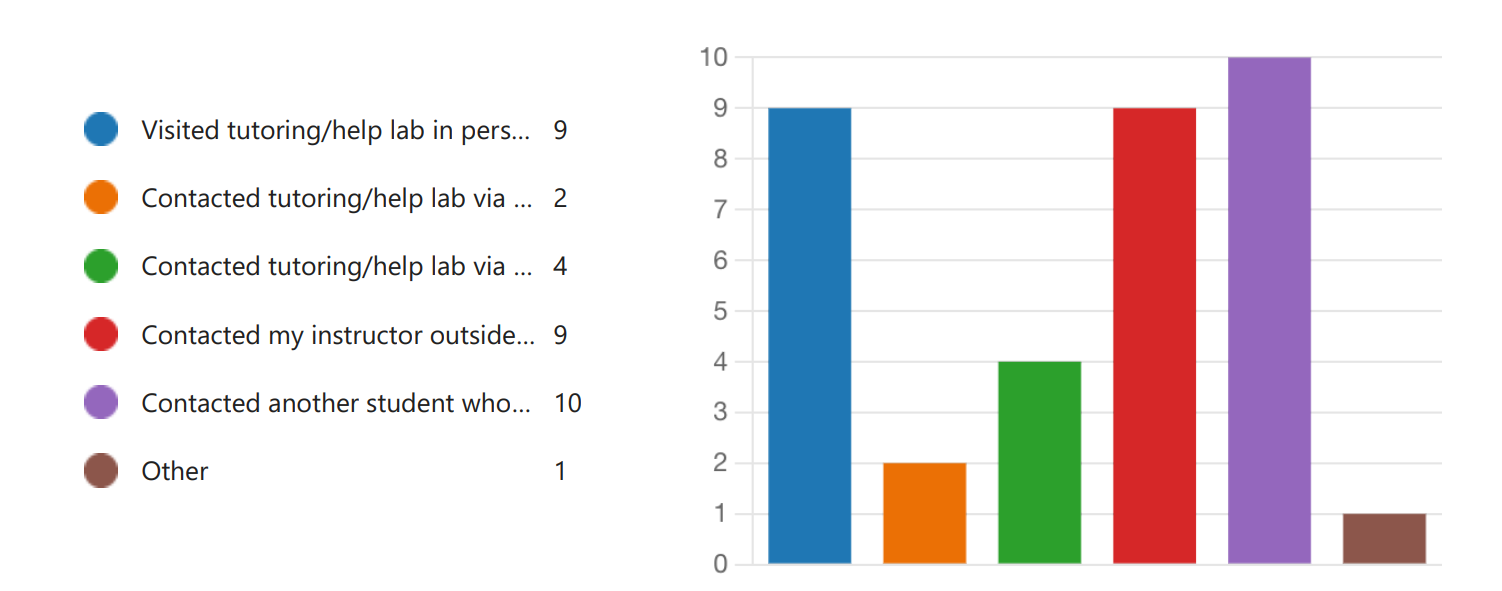 Visited tutoring/help lab in pers... 9
Contacted tutoring/help lab via ... 2
Contacted tutoring/help lab via ... 4
Contacted my instructor outside... 9
Contacted another student who... 10
Other 1
10
9
8
7
6
5
4
3
2
1
0